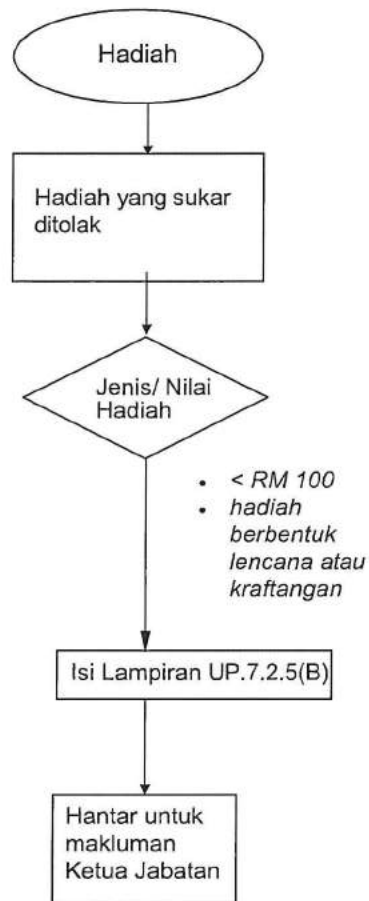 Hadiah
Hadiah yang sukar
ditolak
Jenis/ Nilai
Hadiah
• < RM 100
• hadiah
berbentuk
lencana atau
kraftangan
Isi Lampiran UP.7.2.5(B)
Hantar untuk
makluman
Ketua Jabatan